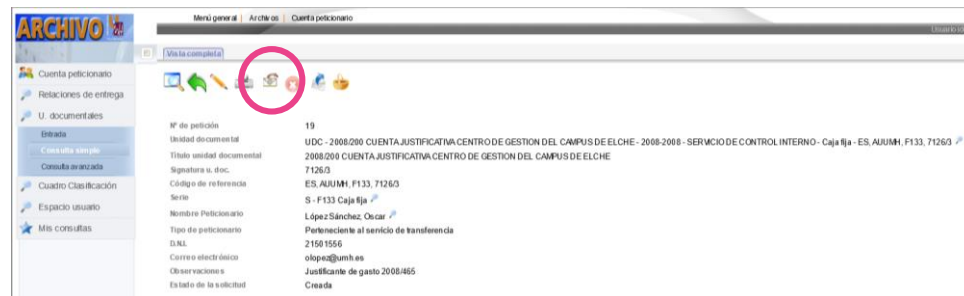 ARCHIVO
Menú general | Archivos | Cuenta peticionario
Vista completa
Cuenta peticionario
Relaciones de entrega
U. documentales
Entrada
Consulta simple
Consulta avanzada
Cuadro Clasificación
Espacio usuario
Mis consultas
Nº de petición 19
Unidad documental UDC - 2008/200 CUENTA JUSTIFICATIVA CENTRO DE GESTION DEL CAMPUS DE ELCHE - 2008-2008 - SERVICIO DE CONTROL INTERNO - Caja fija - ES, AUUMH, F133, 7126/3
Título unidad documental 2008/200 CUENTA JUSTIFICATIVA CENTRO DE GESTION DEL CAMPUS DE ELCHE
Signatura u. doc. 7126/3
Código de referencia ES, AUUMH, F133, 7126/3
Serie S - F133 Caja fija
Nombre Peticionario López Sánchez, Oscar
Tipo de peticionario Perteneciente al servicio de transferencia
D.N.I. 21501556
Correo electrónico olopez@umh.es
Observaciones Justificante de gasto 2008/465
Estado de la solicitud Creada